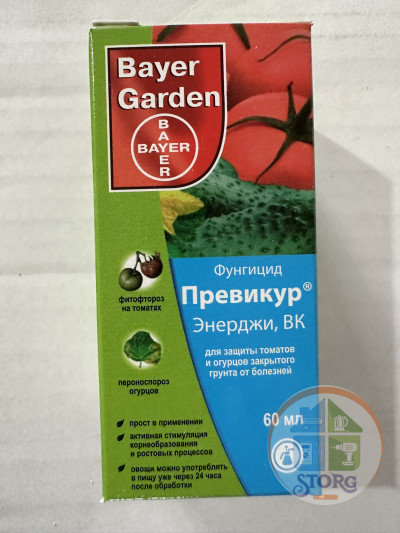 Bayer
Garden
BAYER
BAYER
Фунгицид
Превикур®
Энерджи, ВК
для защиты томатов
и огурцов закрытого
грунта от болезней
60 мл
фитофтороз
на томатах
пероноспороз
огурцов
прост в применении
активная стимуляция
корнеобразования
и ростовых процессов
овощи можно употреблять
в пищу уже через 24 часа
после обработки
STORG